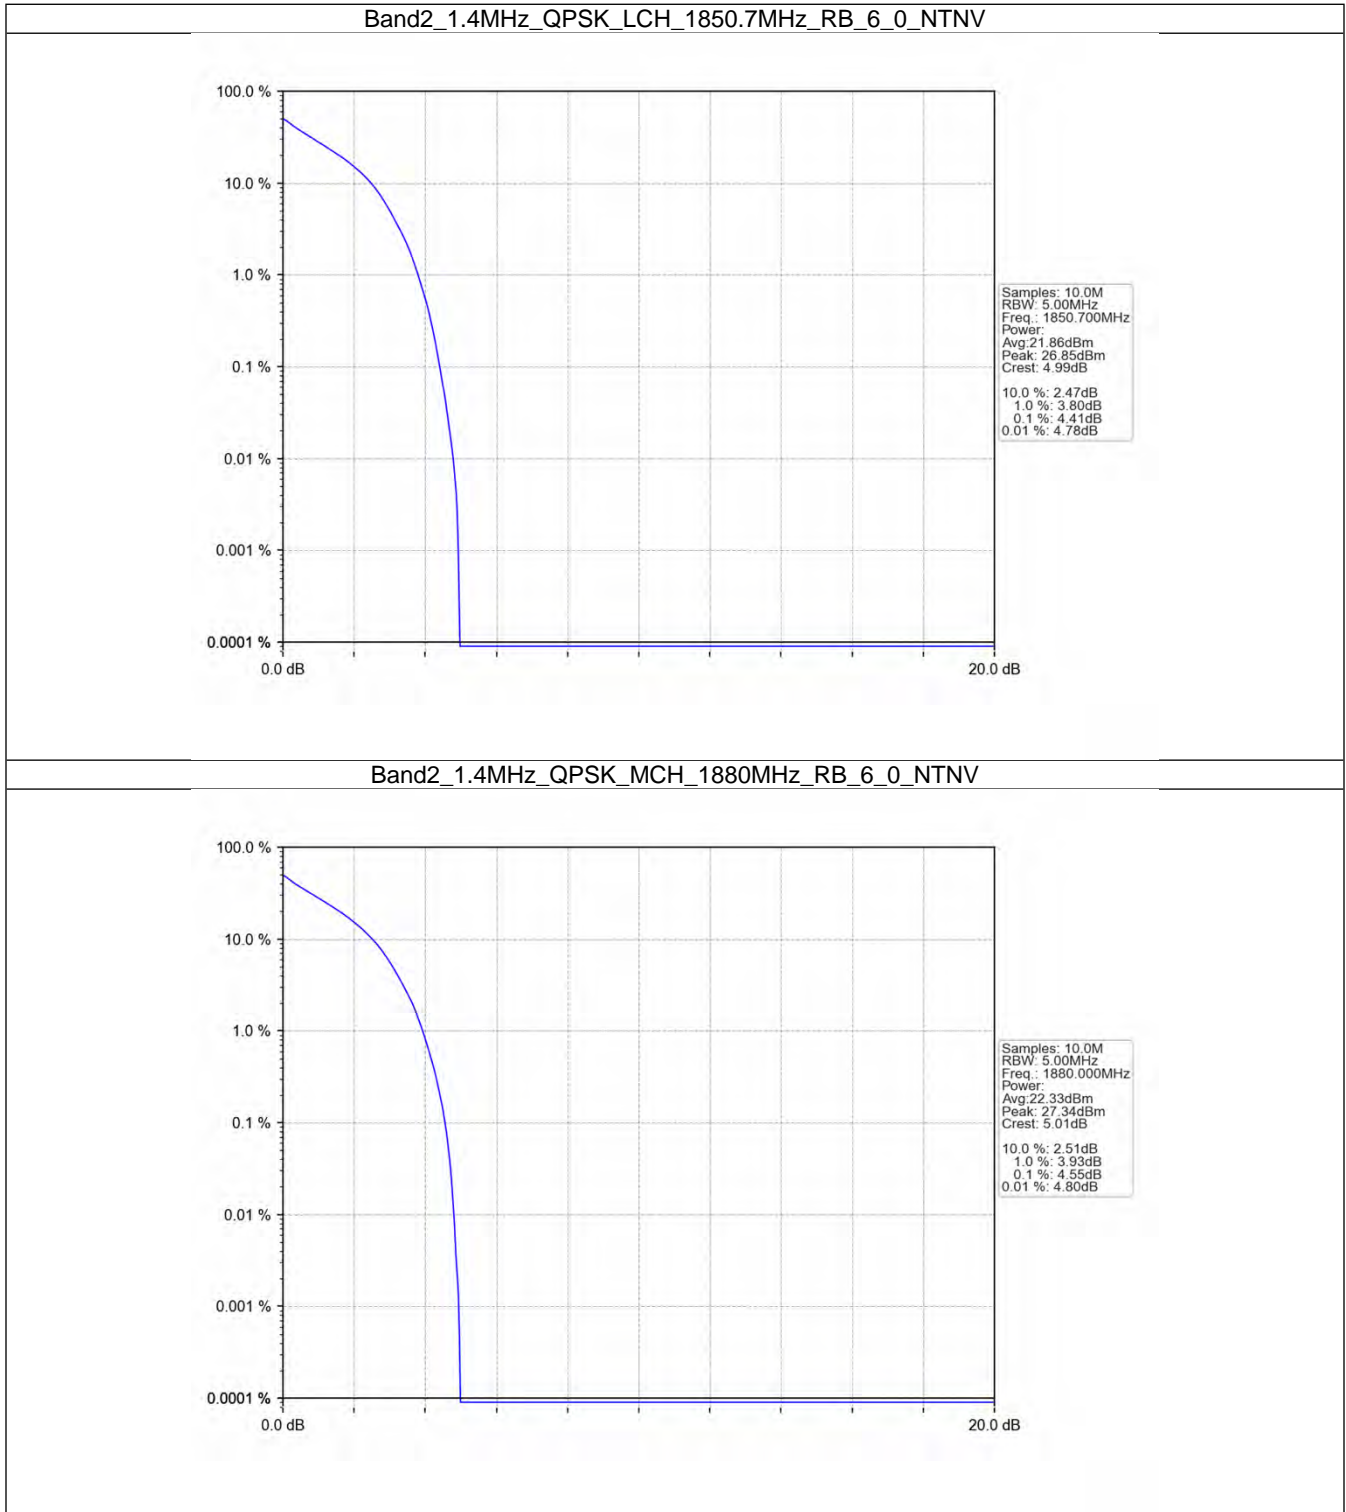 Band2_1.4MHz_QPSK_LCH_1850.7MHz_RB_6_0_NTNV
100.0 %
10.0 %
1.0 %
0.1 %
0.01 %
0.001 %
0.0001 %
0.0 dB
20.0 dB
Samples: 10.0M
RBW: 5.00MHz
Freq.: 1850.700MHz
Power:
Avg:21.86dBm
Peak: 26.85dBm
Crest: 4.99dB
10.0 %: 2.47dB
1.0 %: 3.80dB
0.1 %: 4.41dB
0.01 %: 4.78dB
Band2_1.4MHz_QPSK_MCH_1880MHz_RB_6_0_NTNV
100.0 %
10.0 %
1.0 %
0.1 %
0.01 %
0.001 %
0.0001 %
0.0 dB
20.0 dB
Samples: 10.0M
RBW: 5.00MHz
Freq.: 1880.000MHz
Power:
Avg:22.33dBm
Peak: 27.34dBm
Crest: 5.01dB
10.0 %: 2.51dB
1.0 %: 3.93dB
0.1 %: 4.55dB
0.01 %: 4.80dB